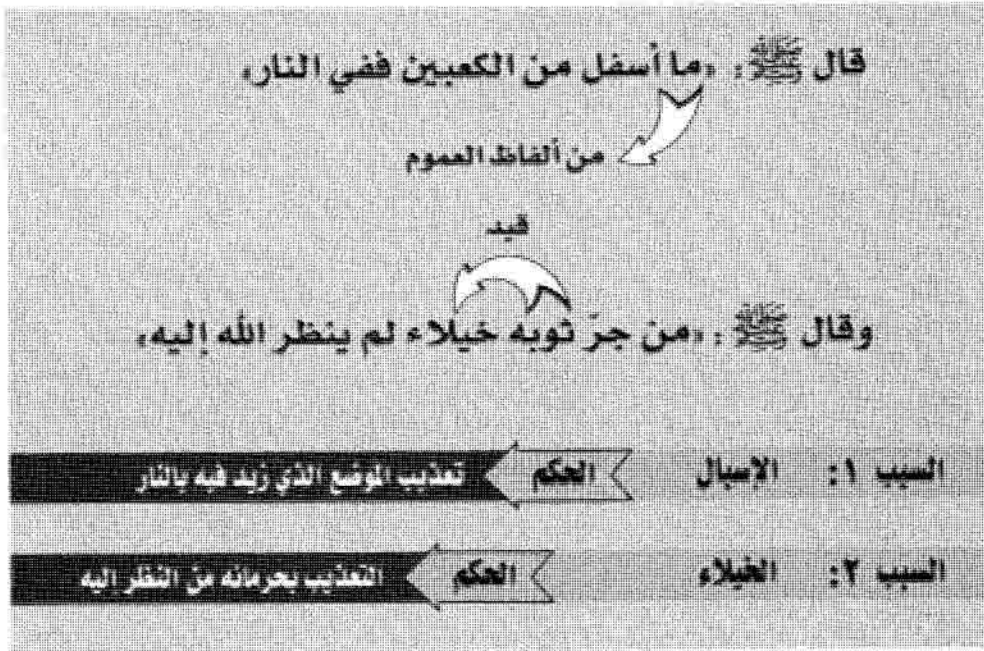 قال ﷺ: «ما أسفل من الكعبين ففي النار»
من ألفاظ العموم
قيد
وقال ﷺ: «من جرّ ثوبه خيلاء لم ينظر الله إليه»
السبب ١: الإسبال الحكم تعذيب الموضع الذي زيد فيه بالنار
السبب ٢: الخيلاء الحكم التعذيب بحرمانه من النظر إليه